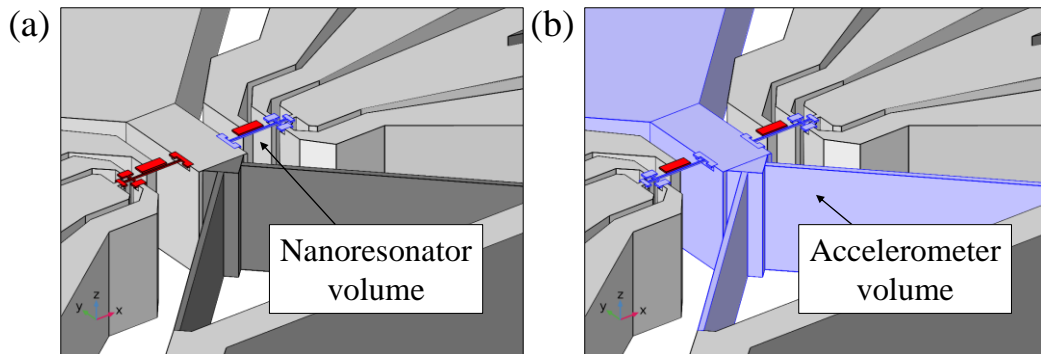 (a)
Nanoresonator
volume
z
y
x
(b)
Accelerometer
volume
z
y
x